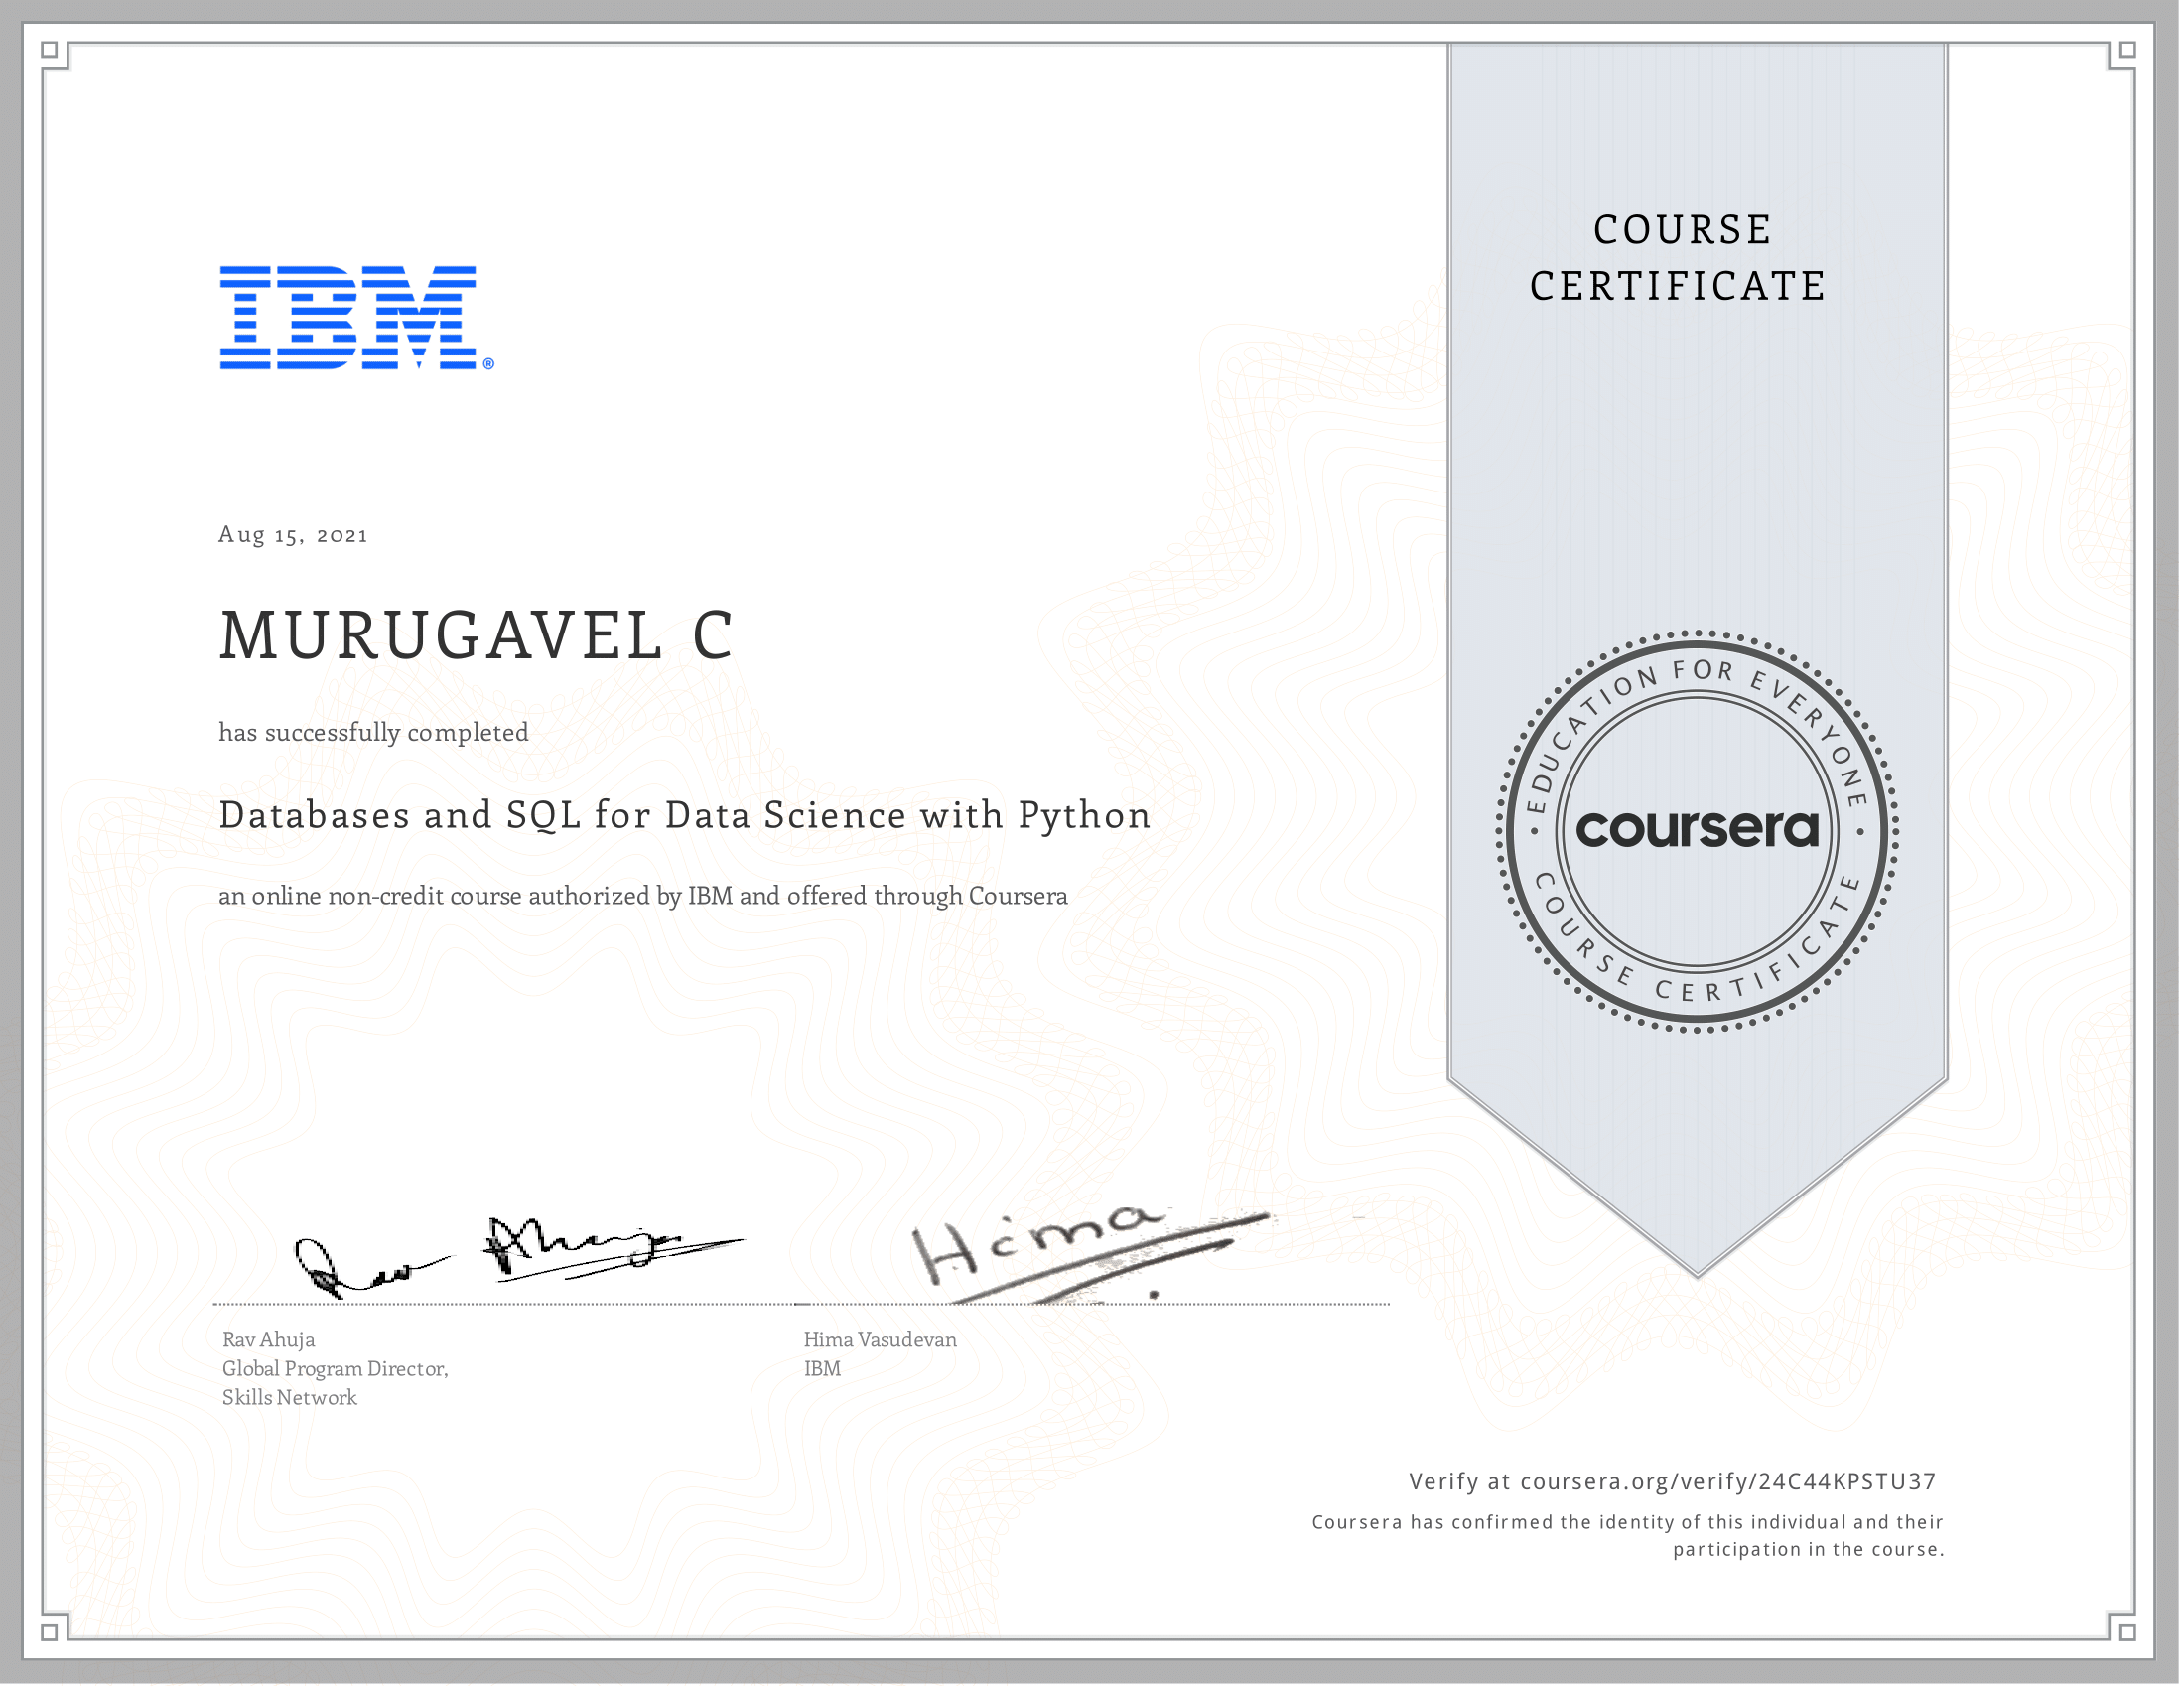 COURSE
CERTIFICATE
IBM®
Aug 15, 2021
MURUGAVEL C
has successfully completed
Databases and SQL for Data Science with Python
an online non-credit course authorized by IBM and offered through Coursera
EDUCATION FOR EVERYONE
coursera
COURSE CERTIFICATE
Hima
Rav Ahuja
Global Program Director,
Skills Network
Hima Vasudevan
IBM
Verify at coursera.org/verify/24C44KPSTU37
Coursera has confirmed the identity of this individual and their
participation in the course.